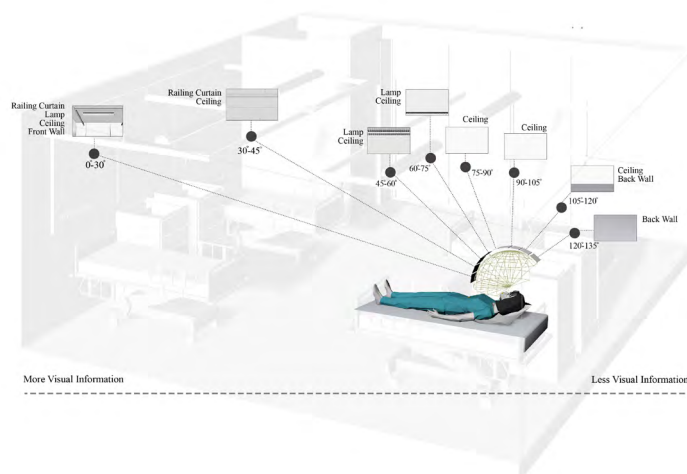 Railing Curtain
Lamp
Ceiling
Front Wall
0-30°
Railing Curtain
Ceiling
30-45°
Lamp
Ceiling
45-60°
Lamp
Ceiling
60-75°
Ceiling
75-90°
Ceiling
90-105°
Ceiling
Back Wall
105-120°
Back Wall
120-135°
More Visual Information
Less Visual Information